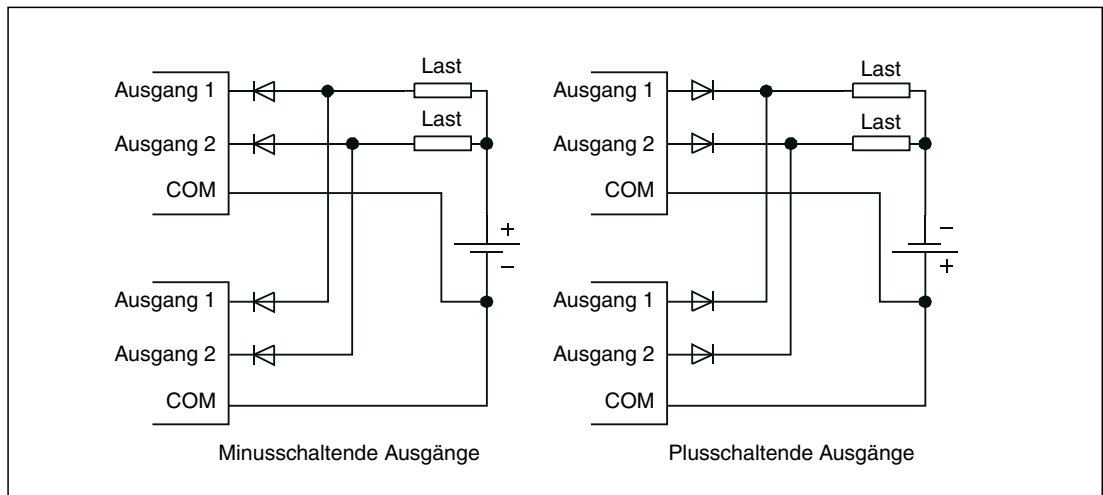 Last
Ausgang 1
Last
Ausgang 2
COM
+
−
Ausgang 1
Ausgang 2
COM
Minusschaltende Ausgänge
Last
Ausgang 1
Last
Ausgang 2
COM
−
+
Ausgang 1
Ausgang 2
COM
Plusschaltende Ausgänge